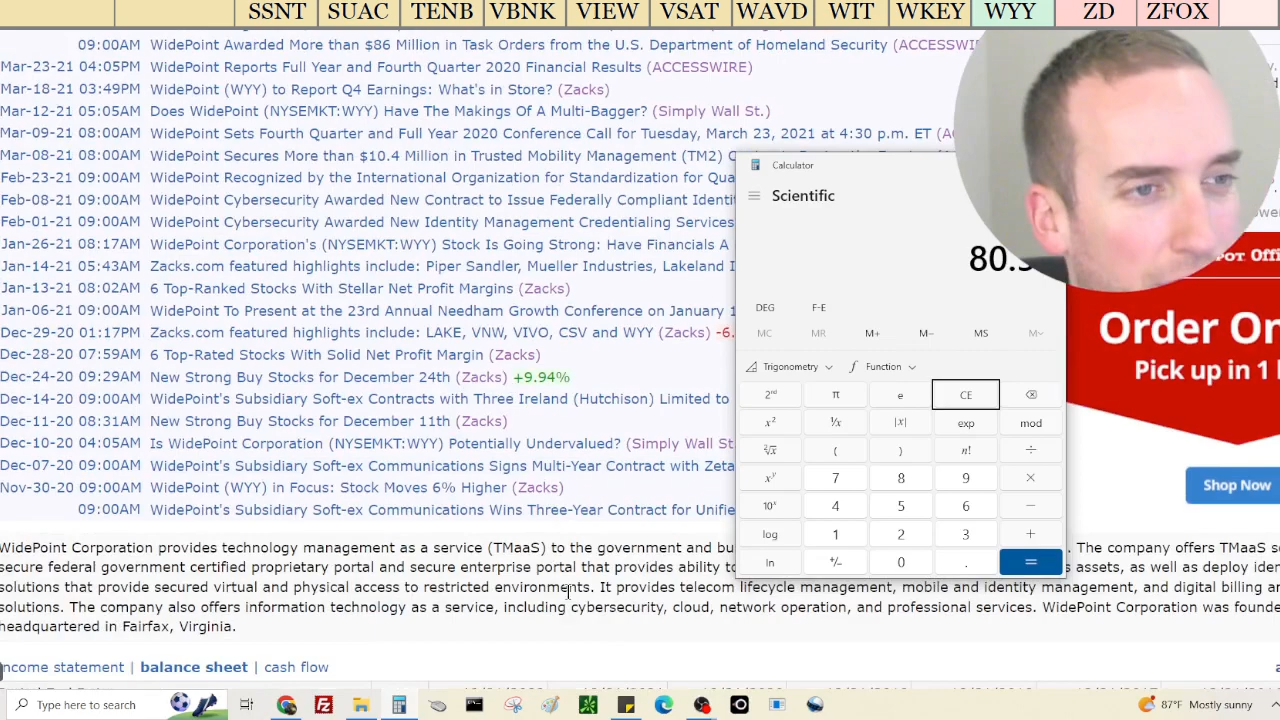 SSNT SUAC TENB VBNK VIEW VSAT WAVD WIT WKEY WYY ZD ZFOX
09:00AM WidePoint Awarded More than $86 Million in Task Orders from the U.S. Department of Homeland Security
Mar-23-21 04:05PM WidePoint Reports Full Year and Fourth Quarter 2020 Financial Results (ACCESSWIRE)
Mar-18-21 03:49PM WidePoint (WYY) to Report Q4 Earnings: What's in Store? (Zacks)
Mar-12-21 05:05AM Does WidePoint (NYSEMKT:WYY) Have The Makings Of A Multi-Bagger? (Simply Wall St.)
Mar-09-21 08:00AM WidePoint Sets Fourth Quarter and Full Year 2020 Conference Call for Tuesday, March 23, 2021 at 4:30 p.m. ET
Mar-08-21 08:00AM WidePoint Secures More than $10.4 Million in Trusted Mobility Management (TM2)
Feb-23-21 09:00AM WidePoint Recognized by the International Organization for Standardization for
Feb-08-21 09:00AM WidePoint Cybersecurity Awarded New Contract to Issue Federally Compliant
Feb-01-21 09:00AM WidePoint Cybersecurity Awarded New Identity Management Credentialing Services
Jan-26-21 08:17AM WidePoint Corporation's (NYSEMKT:WYY) Stock Is Going Strong: Have Financials A
Jan-14-21 05:43AM Zacks.com featured highlights include: Piper Sandler, Mueller Industries, Lakeland
Jan-13-21 08:02AM 6 Top-Ranked Stocks With Stellar Net Profit Margins (Zacks)
Jan-06-21 09:00AM WidePoint To Present at the 23rd Annual Needham Growth Conference on January
Dec-29-20 01:17PM Zacks.com featured highlights include: LAKE, VNW, VIVO, CSV and WYY (Zacks) -6.
Dec-28-20 07:59AM 6 Top-Rated Stocks With Solid Net Profit Margin (Zacks)
Dec-24-20 09:29AM New Strong Buy Stocks for December 24th (Zacks) +9.94%
Dec-14-20 09:00AM WidePoint's Subsidiary Soft-ex Contracts with Three Ireland (Hutchison) Limited to
Dec-11-20 08:31AM New Strong Buy Stocks for December 11th (Zacks)
Dec-10-20 04:05AM Is WidePoint Corporation (NYSEMKT:WYY) Potentially Undervalued? (Simply Wall St.
Dec-07-20 09:00AM WidePoint's Subsidiary Soft-ex Communications Signs Multi-Year Contract with
Nov-30-20 09:00AM WidePoint (WYY) in Focus: Stock Moves 6% Higher (Zacks)
09:00AM WidePoint's Subsidiary Soft-ex Communications Wins Three-Year Contract for
Calculator
Scientific
80.
DEG F-E
MC MR M+ M− MS M
Trigonometry Function
2nd π e CE
x² ⅟x |x| exp mod
²√x ( ) n! ÷
xʸ 7 8 9 ×
10ˣ 4 5 6 −
log 1 2 3 +
ln +/− 0 . =
Order
Pick up in 1
Shop Now
WidePoint Corporation provides technology management as a service (TMaaS) to the government and . The company offers TMaaS
secure federal government certified proprietary portal and secure enterprise portal that provides ability assets, as well as deploy
solutions that provide secured virtual and physical access to restricted environments. It provides telecom lifecycle management, mobile and identity management, and digital billing
solutions. The company also offers information technology as a service, including cybersecurity, cloud, network operation, and professional services. WidePoint Corporation was
headquartered in Fairfax, Virginia.
ncome statement | balance sheet | cash flow
Type here to search 87°F Mostly sunny